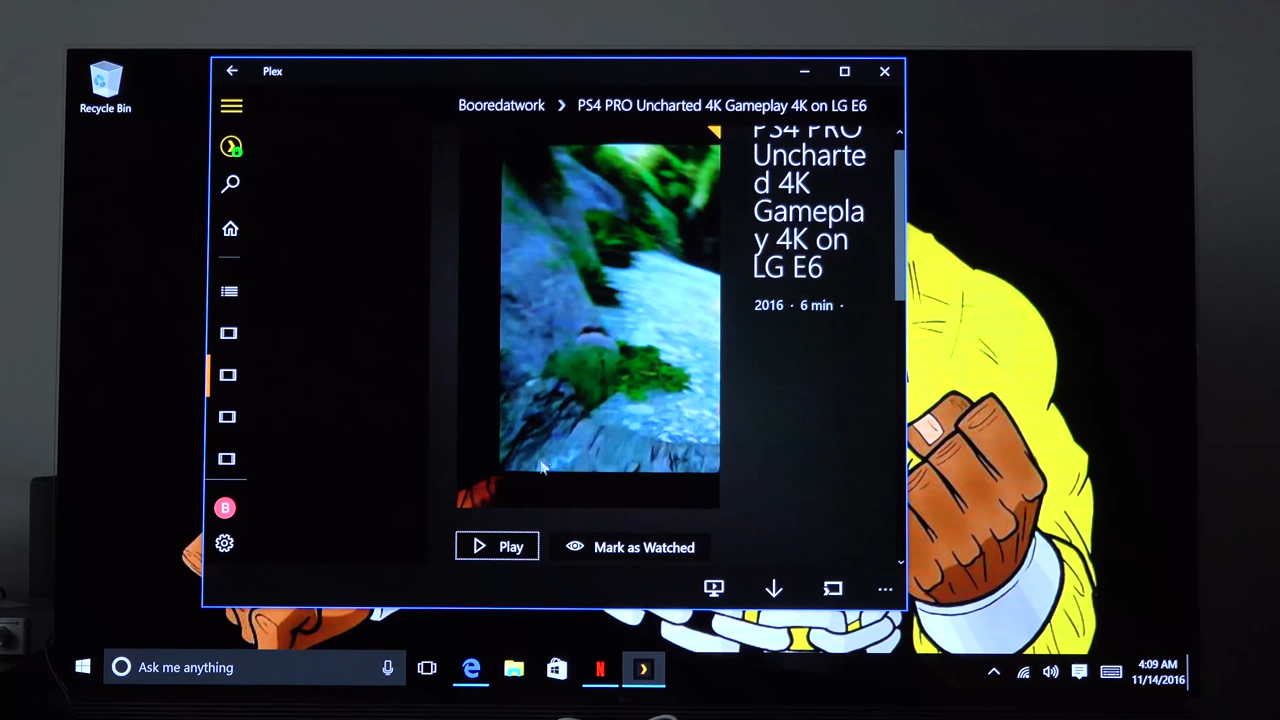 Recycle Bin
Plex
Booredatwork > PS4 PRO Uncharted 4K Gameplay 4K on LG E6
PS4 PRO
Uncharte
d 4K
Gamepla
y 4K on
LG E6
2016 · 6 min ·
B
Play
Mark as Watched
Ask me anything
N
4:09 AM
11/14/2016